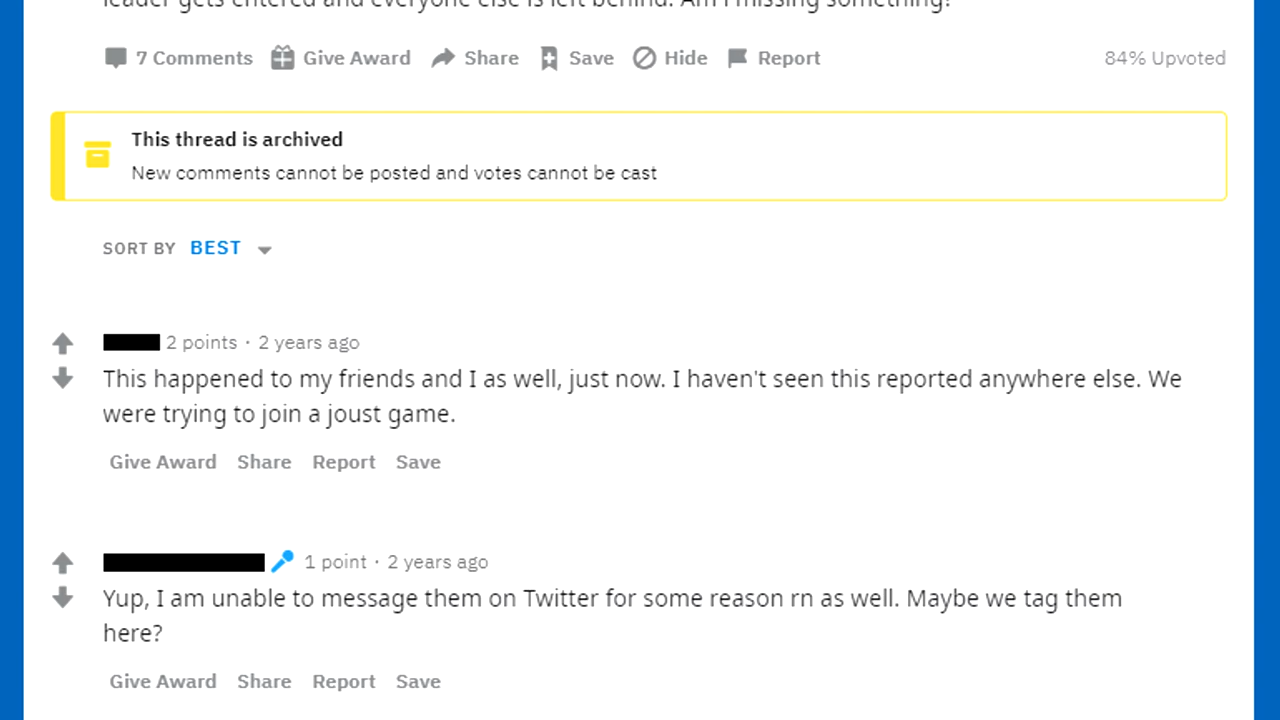 leader gets entered and everyone else is left behind. Am I missing something?
7 Comments Give Award Share Save Hide Report 84% Upvoted
This thread is archived
New comments cannot be posted and votes cannot be cast
SORT BY BEST
2 points · 2 years ago
This happened to my friends and I as well, just now. I haven't seen this reported anywhere else. We
were trying to join a joust game.
Give Award Share Report Save
1 point · 2 years ago
Yup, I am unable to message them on Twitter for some reason rn as well. Maybe we tag them
here?
Give Award Share Report Save